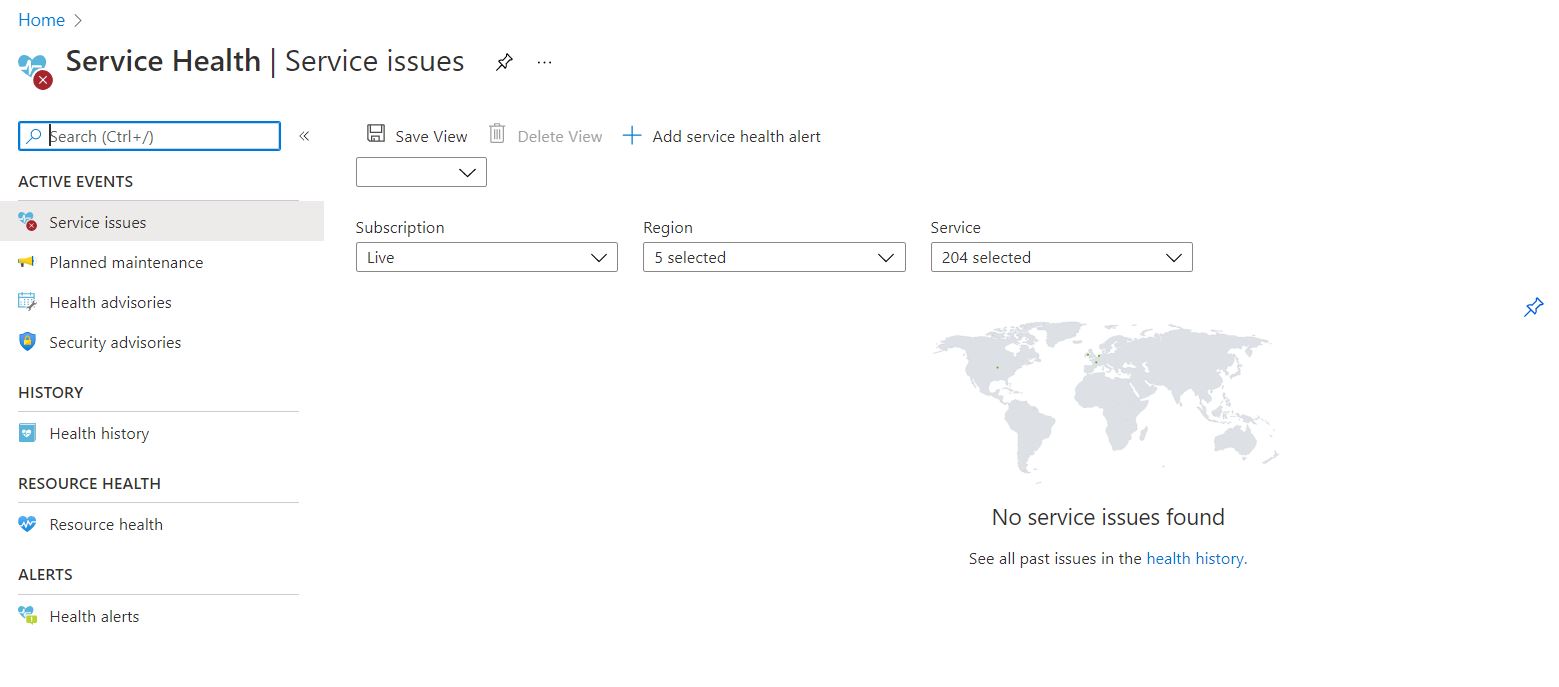 Home
Service Health | Service issues
Search (Ctrl+/)
Save View Delete View Add service health alert
ACTIVE EVENTS
Service issues
Planned maintenance
Health advisories
Security advisories
HISTORY
Health history
RESOURCE HEALTH
Resource health
ALERTS
Health alerts
Subscription Region Service
Live 5 selected 204 selected
No service issues found
See all past issues in the health history.